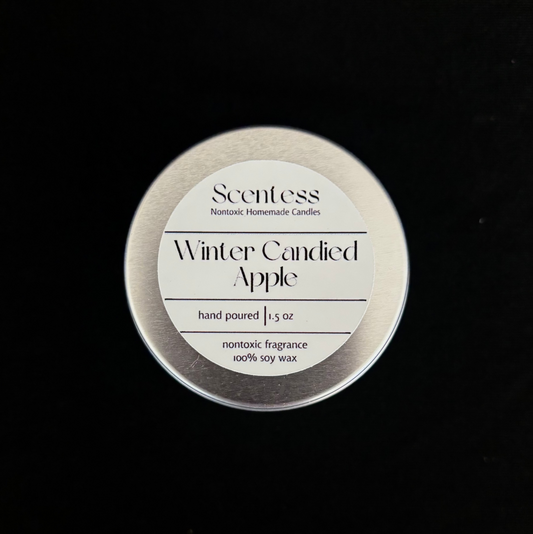 Scentess
Nontoxic Homemade Candles
Winter Candied
Apple
hand poured | 1.5 oz
nontoxic fragrance
100% soy wax